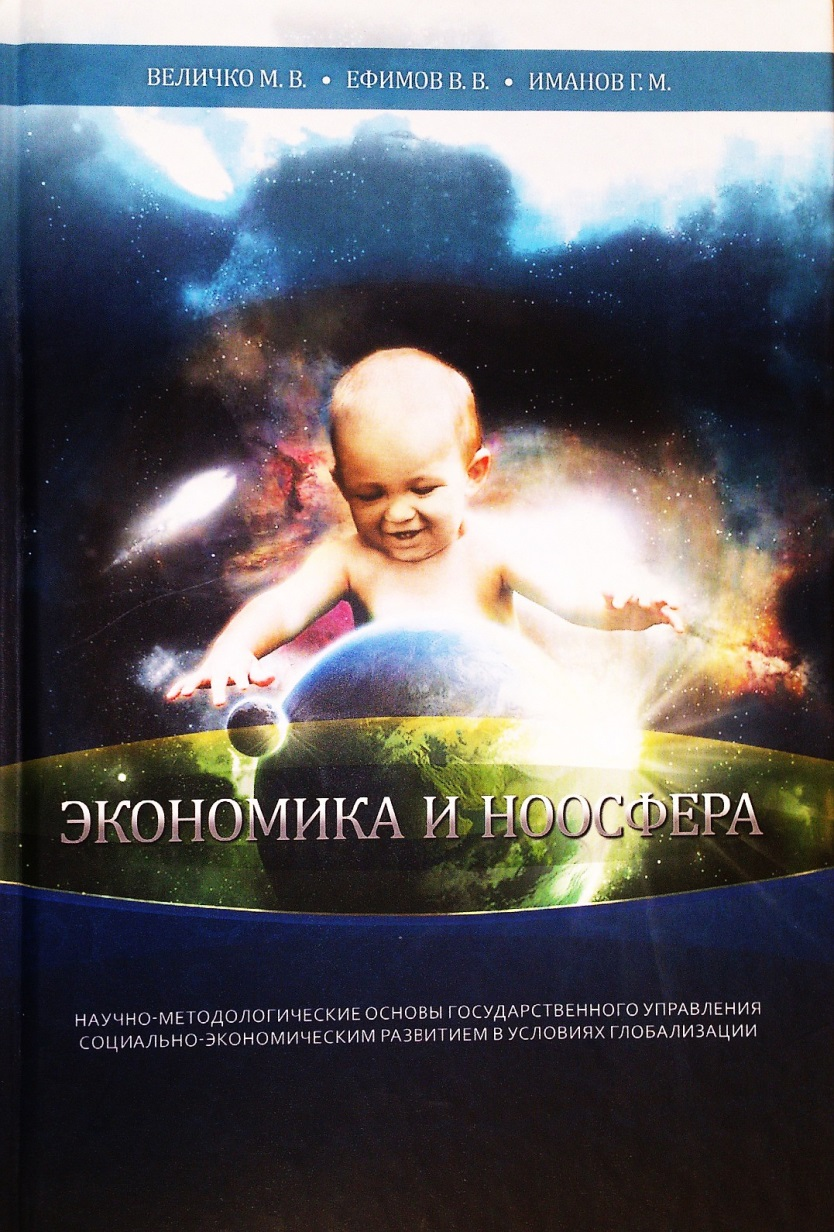 ВЕЛИЧКО М. В. • ЕФИМОВ В. В. • ИМАНОВ Г. М.
ЭКОНОМИКА И НООСФЕРА
НАУЧНО-МЕТОДОЛОГИЧЕСКИЕ ОСНОВЫ ГОСУДАРСТВЕННОГО УПРАВЛЕНИЯ
СОЦИАЛЬНО-ЭКОНОМИЧЕСКИМ РАЗВИТИЕМ В УСЛОВИЯХ ГЛОБАЛИЗАЦИИ